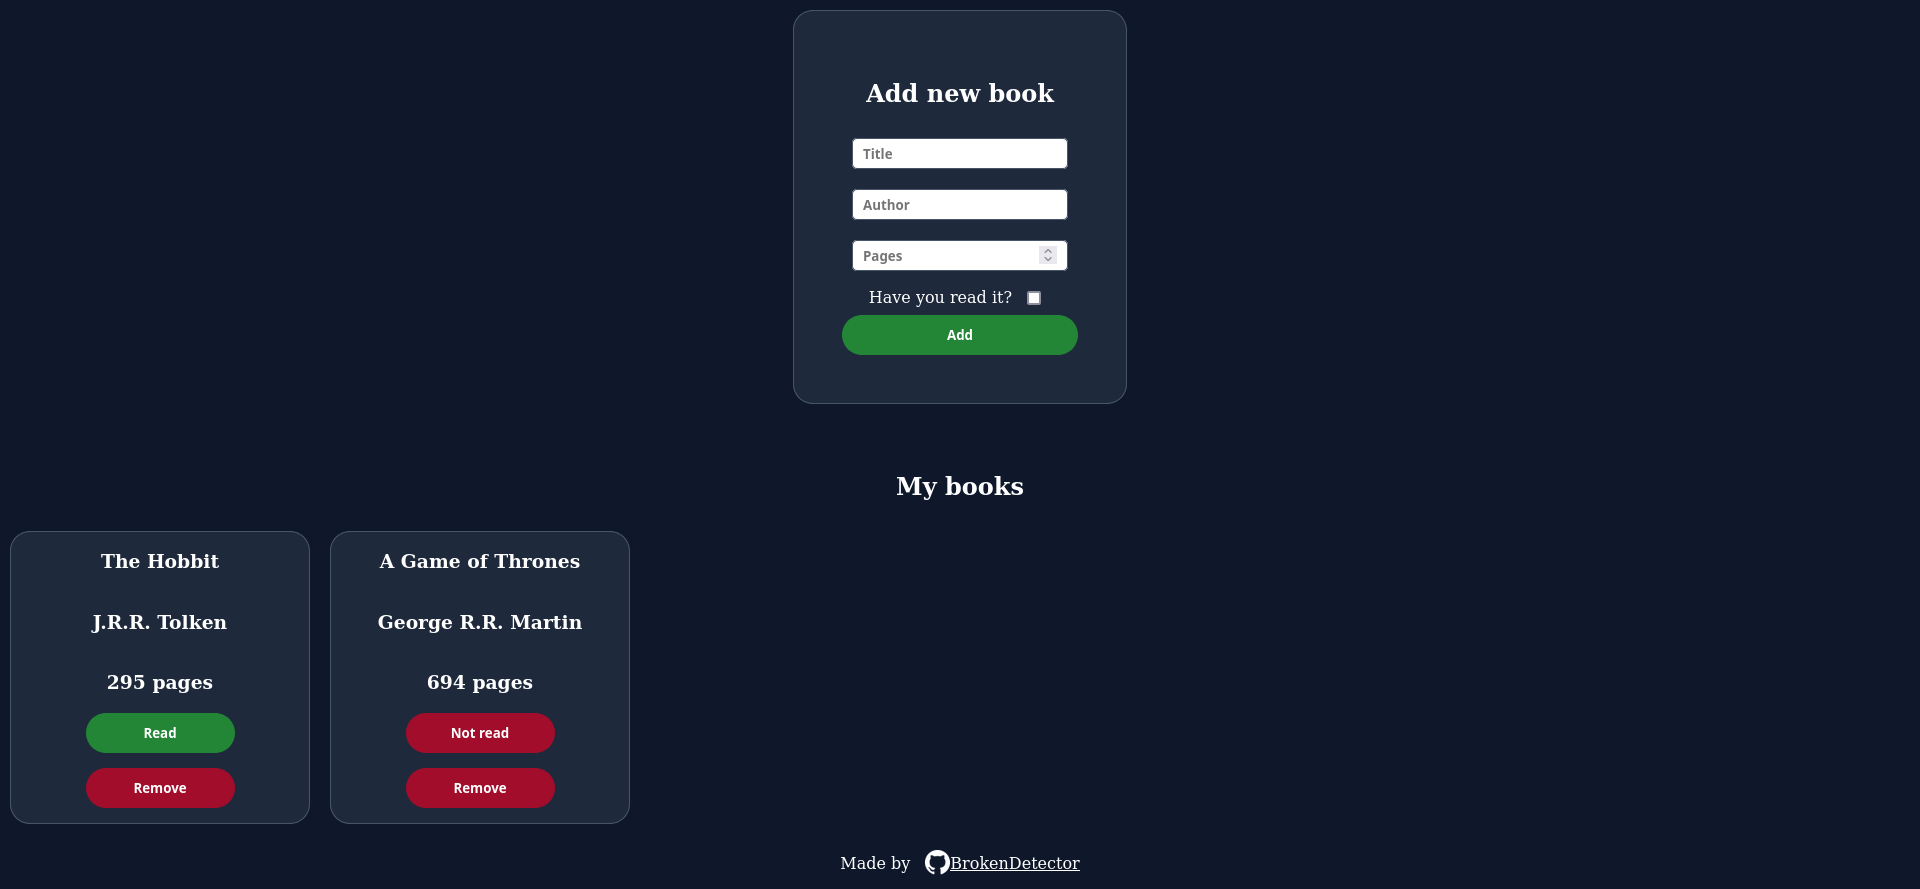 Add new book
Title
Author
Pages
Have you read it?
Add
My books
The Hobbit
J.R.R. Tolken
295 pages
Read
Remove
A Game of Thrones
George R.R. Martin
694 pages
Not read
Remove
Made by BrokenDetector